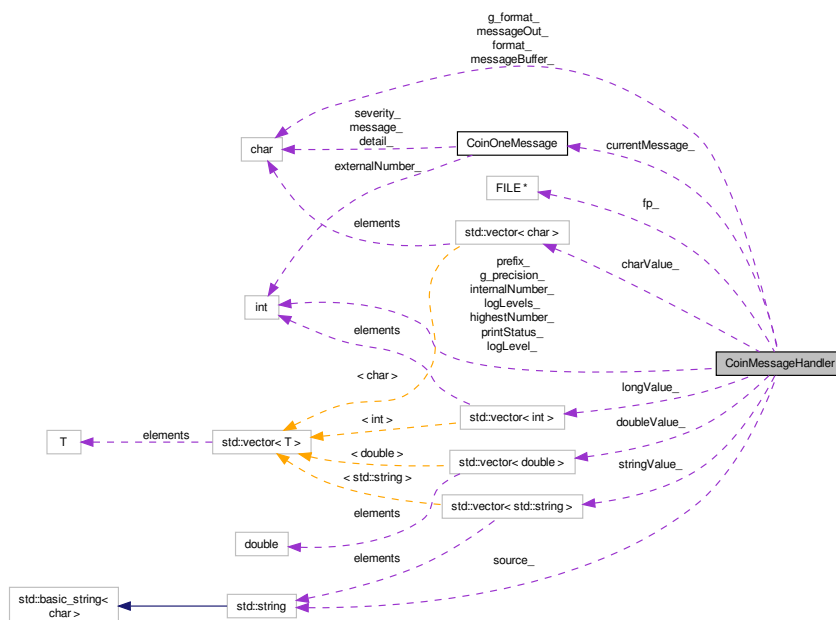 g_format_
messageOut_
format_
messageBuffer_
severity_
message_
detail_
char
CoinOneMessage
currentMessage_
externalNumber_
FILE *
fp_
elements
std::vector< char >
charValue_
prefix_
g_precision_
internalNumber_
logLevels_
highestNumber_
printStatus_
logLevel_
int
elements
CoinMessageHandler
< char >
longValue_
< int >
std::vector< int >
doubleValue_
T
elements
std::vector< T >
< double >
std::vector< double >
stringValue_
< std::string >
std::vector< std::string >
elements
double
elements
source_
std::basic_string<
char >
std::string